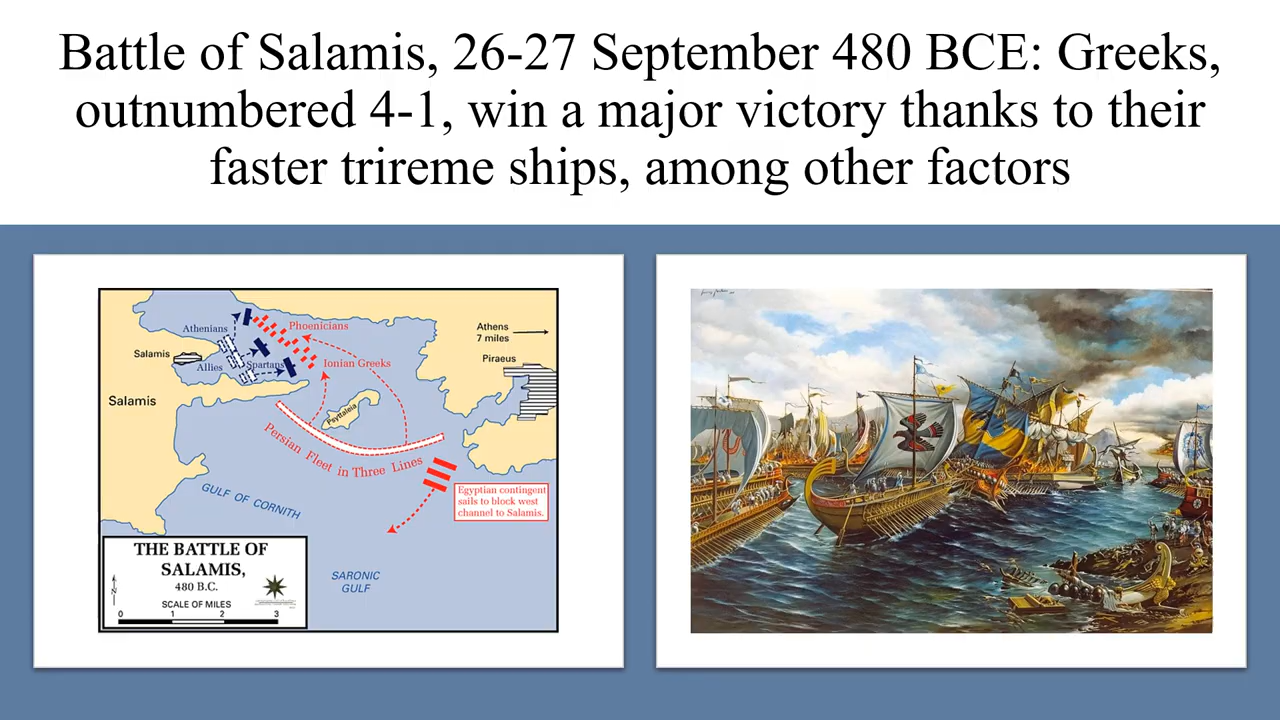 Battle of Salamis, 26-27 September 480 BCE: Greeks,
outnumbered 4-1, win a major victory thanks to their
faster trireme ships, among other factors
Athenians
Phoenicians
Athens
7 miles
Salamis
Piraeus
Allies
Spartans
Ionian Greeks
Salamis
Psyttaleia
Persian Fleet in Three Lines
GULF OF CORNITH
Egyptian contingent
sails to block west
channel to Salamis.
THE BATTLE OF
SALAMIS,
480 B.C.
N
SCALE OF MILES
0 1 2 3
SARONIC
GULF